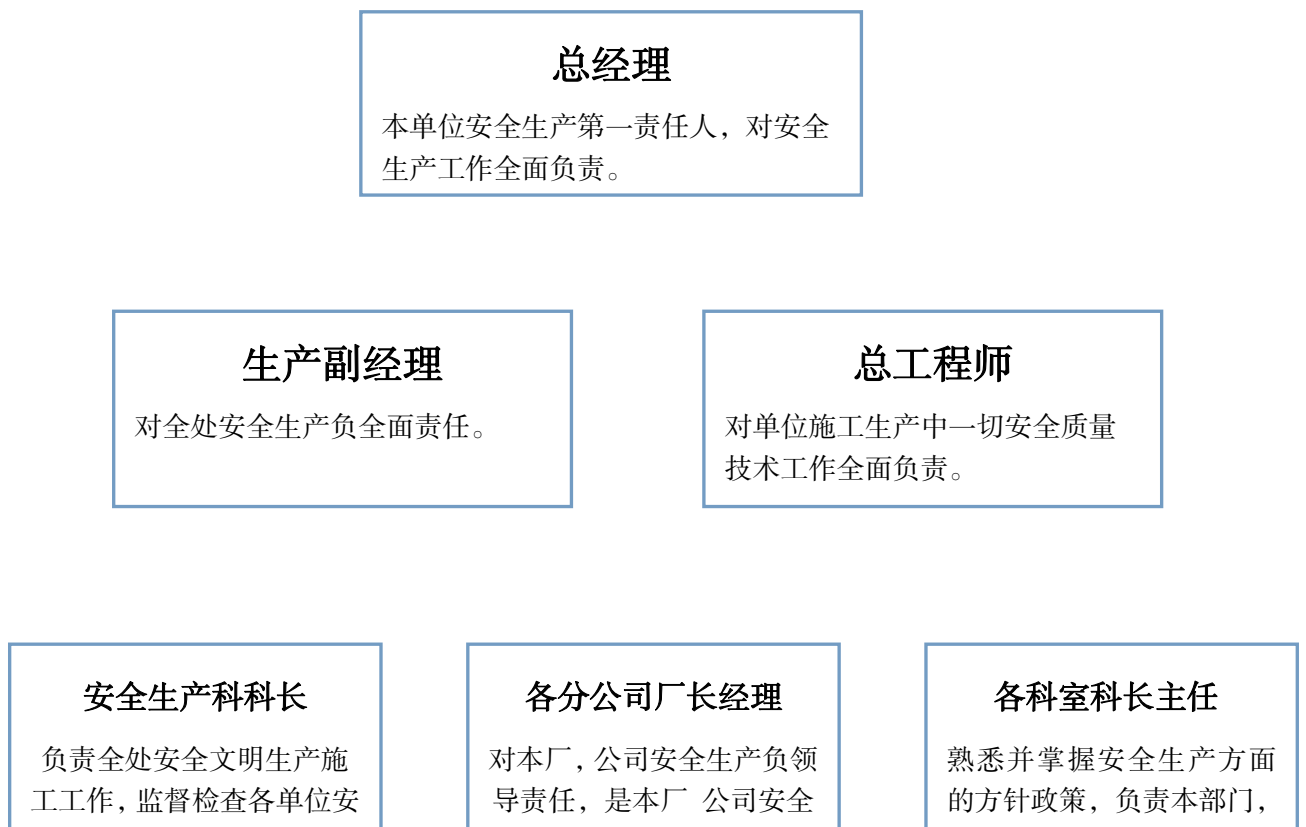 总经理
本单位安全生产第一责任人，对安全
生产工作全面负责。
生产副经理
对全处安全生产负全面责任。
总工程师
对单位施工生产中一切安全质量
技术工作全面负责。
安全生产科科长
负责全处安全文明生产施
工工作，监督检查各单位安
各分公司厂长经理
对本厂，公司安全生产负领
导责任，是本厂 公司安全
各科室科长主任
熟悉并掌握安全生产方面
的方针政策，负责本部门，